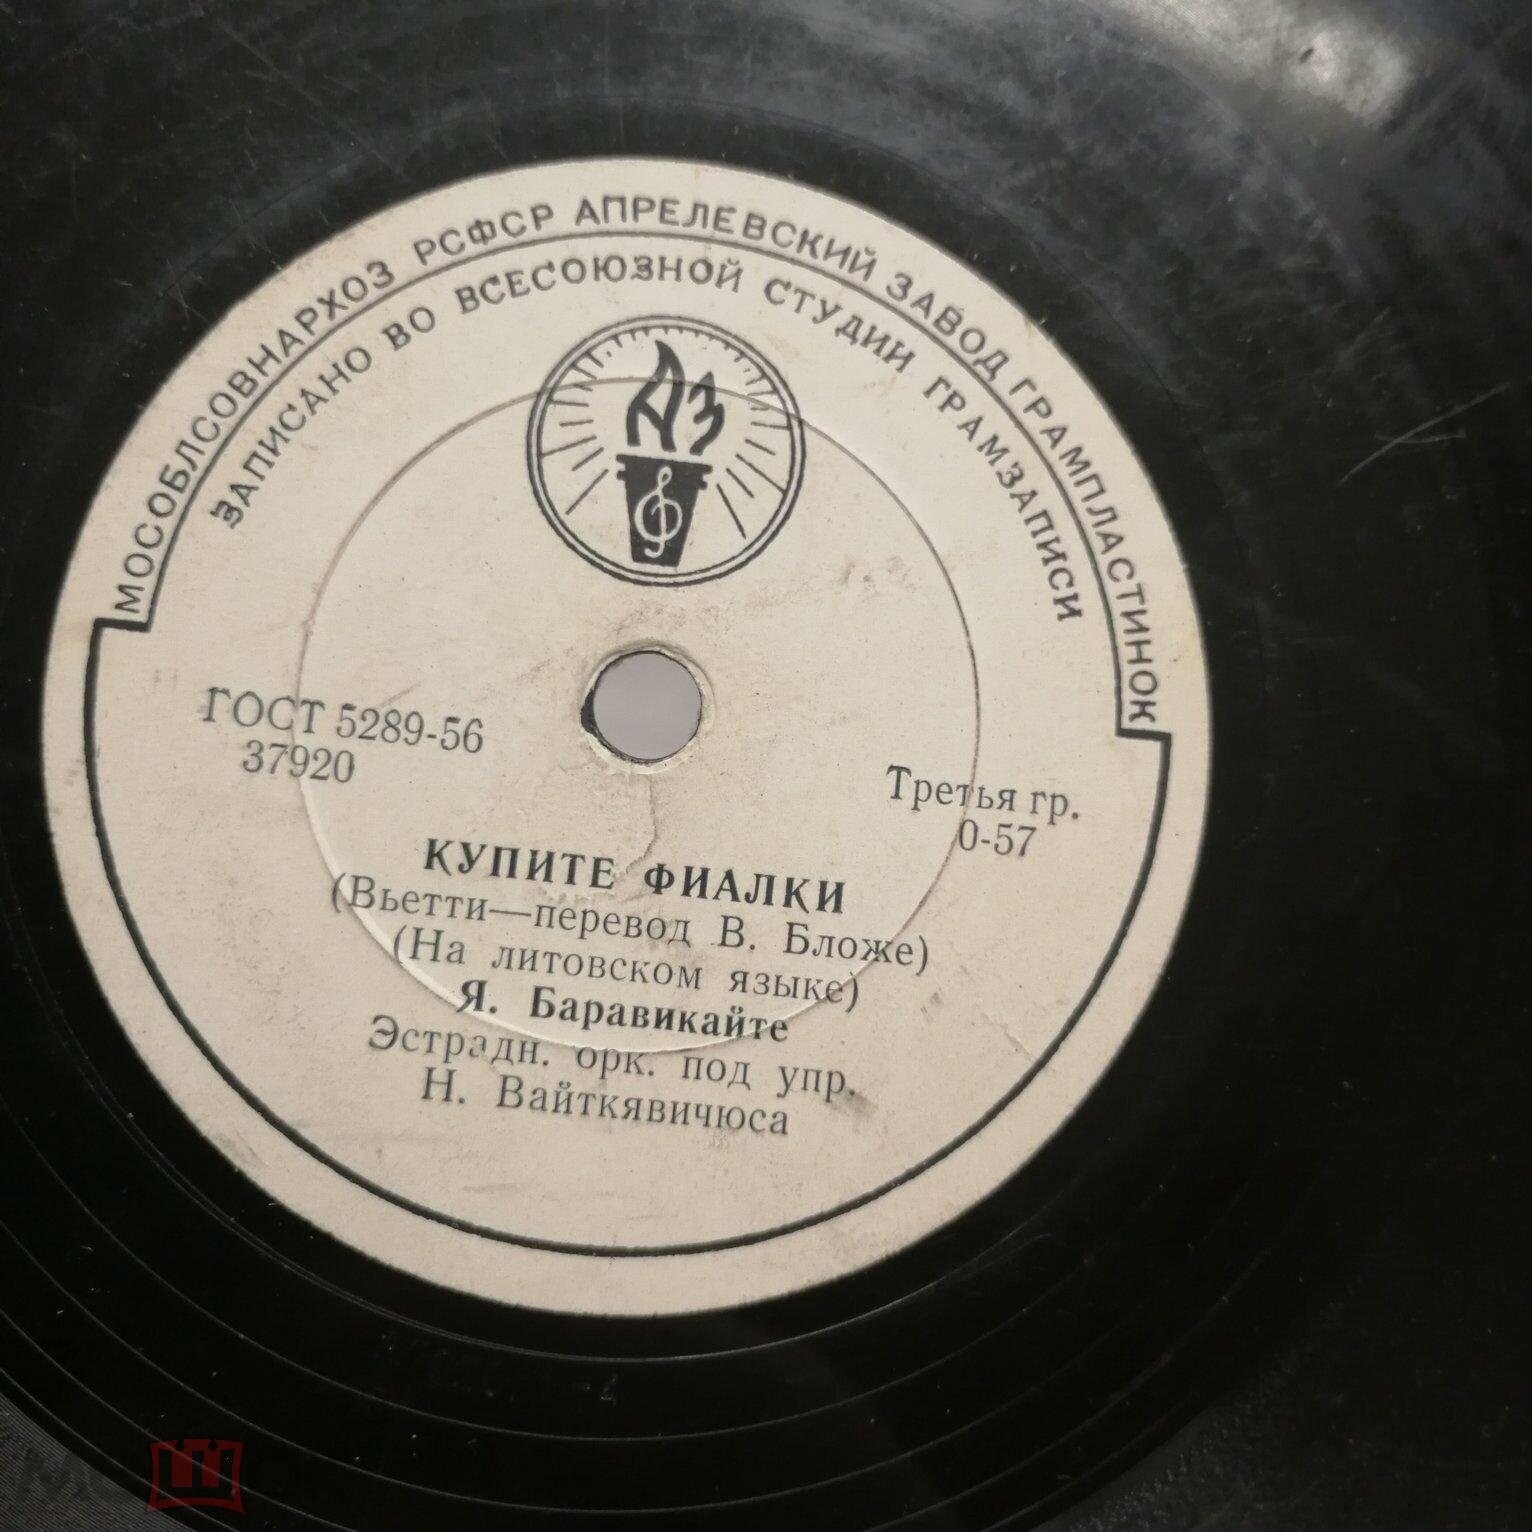 МОСОБЛСОВНАРХОЗ РСФСР АПРЕЛЕВСКИЙ ЗАВОД ГРАМПЛАСТИНОК
ЗАПИСАНО ВО ВСЕСОЮЗНОЙ СТУДИИ ГРАМЗАПИСИ
АЗ
ГОСТ 5289-56
37920
Третья гр.
0-57
КУПИТЕ ФИАЛКИ
(Вьетти—перевод В. Бложе)
(На литовском языке)
Я. Баравикайте
Эстрадн. орк. под упр.
Н. Вайткявичюса